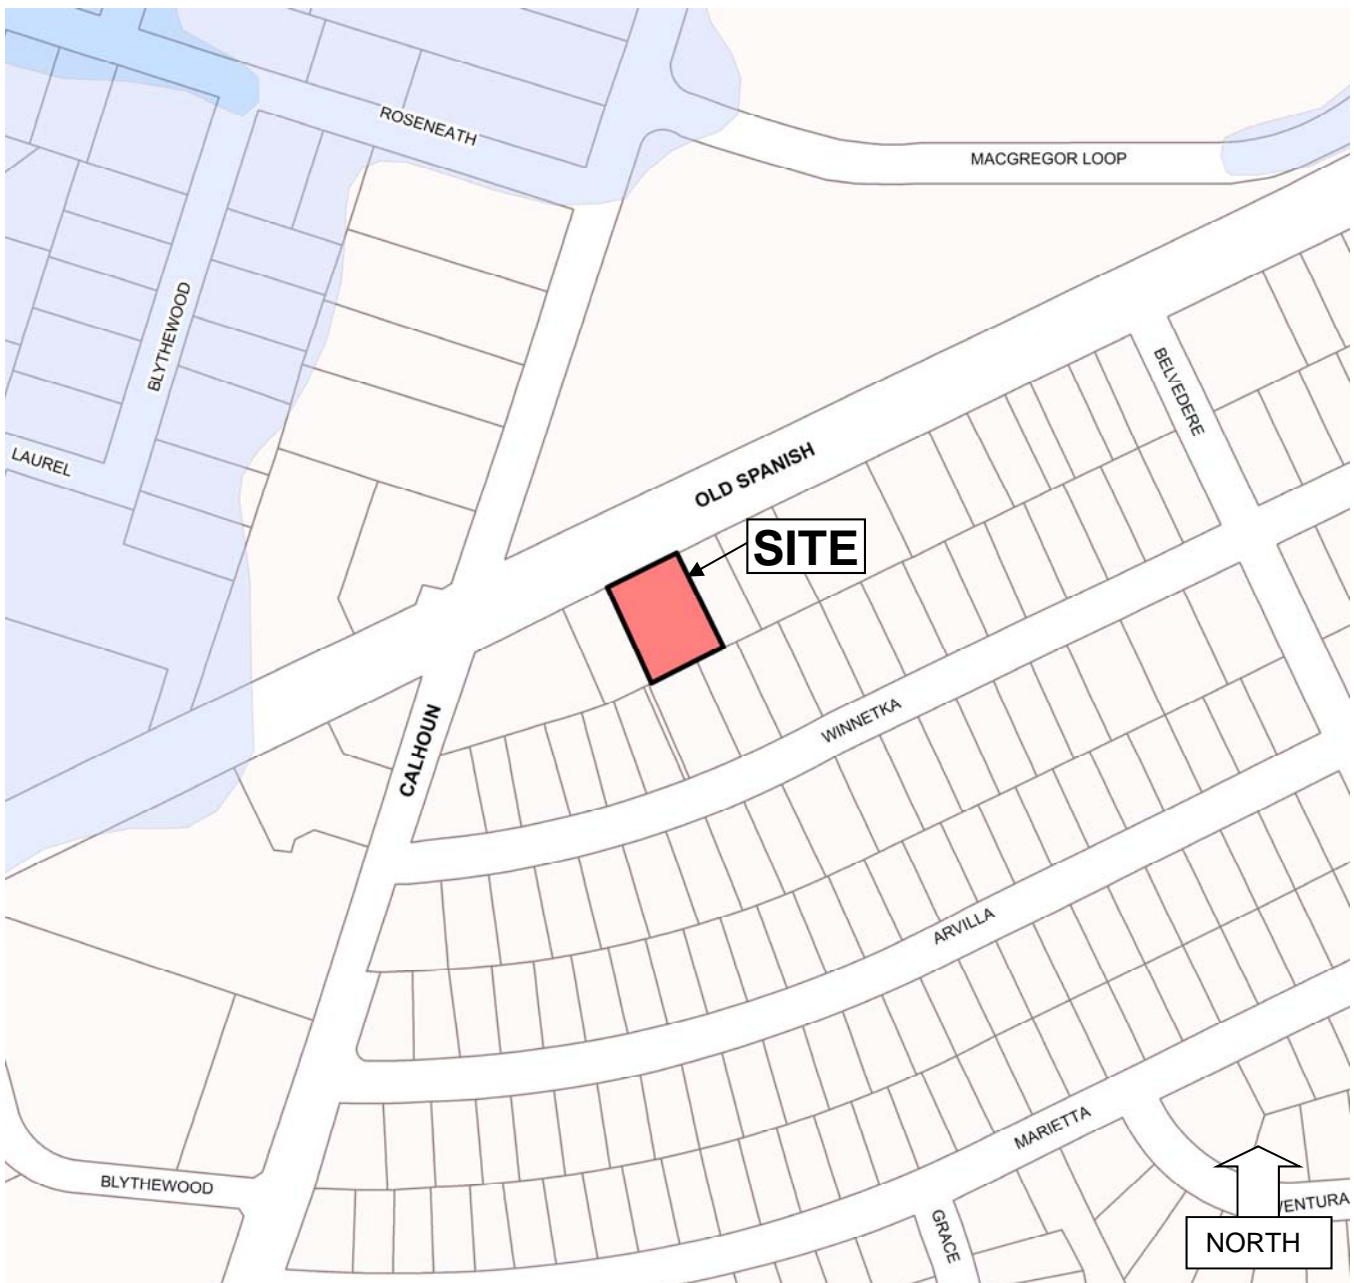 ROSENEATH
MACGREGOR LOOP
BLYTHEWOOD
BELVEDERE
LAUREL
OLD SPANISH
SITE
CALHOUN
WINNETKA
ARVILLA
MARIETTA
BLYTHEWOOD
VENTURA
GRACE
NORTH